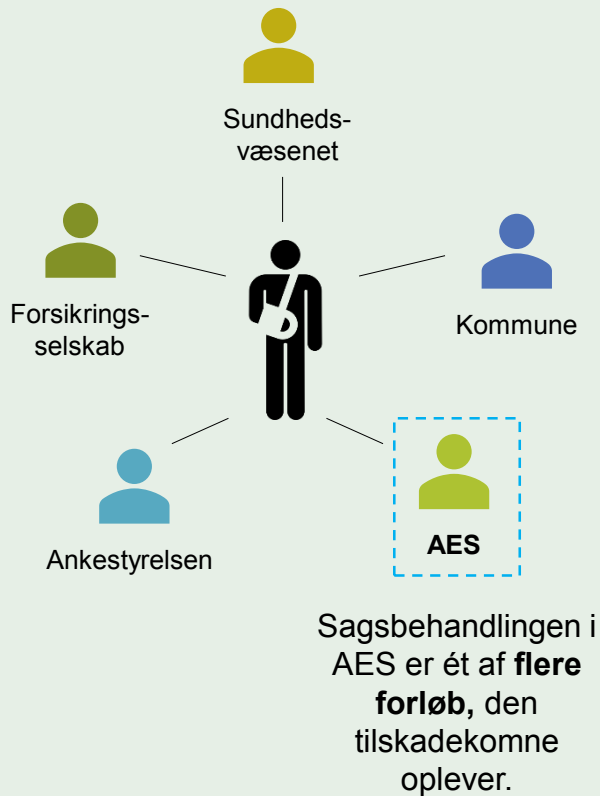 Sundheds-
væsenet
Forsikrings-
selskab
Kommune
Ankestyrelsen
AES
Sagsbehandlingen i
AES er ét af flere
forløb, den
tilskadekomne
oplever.